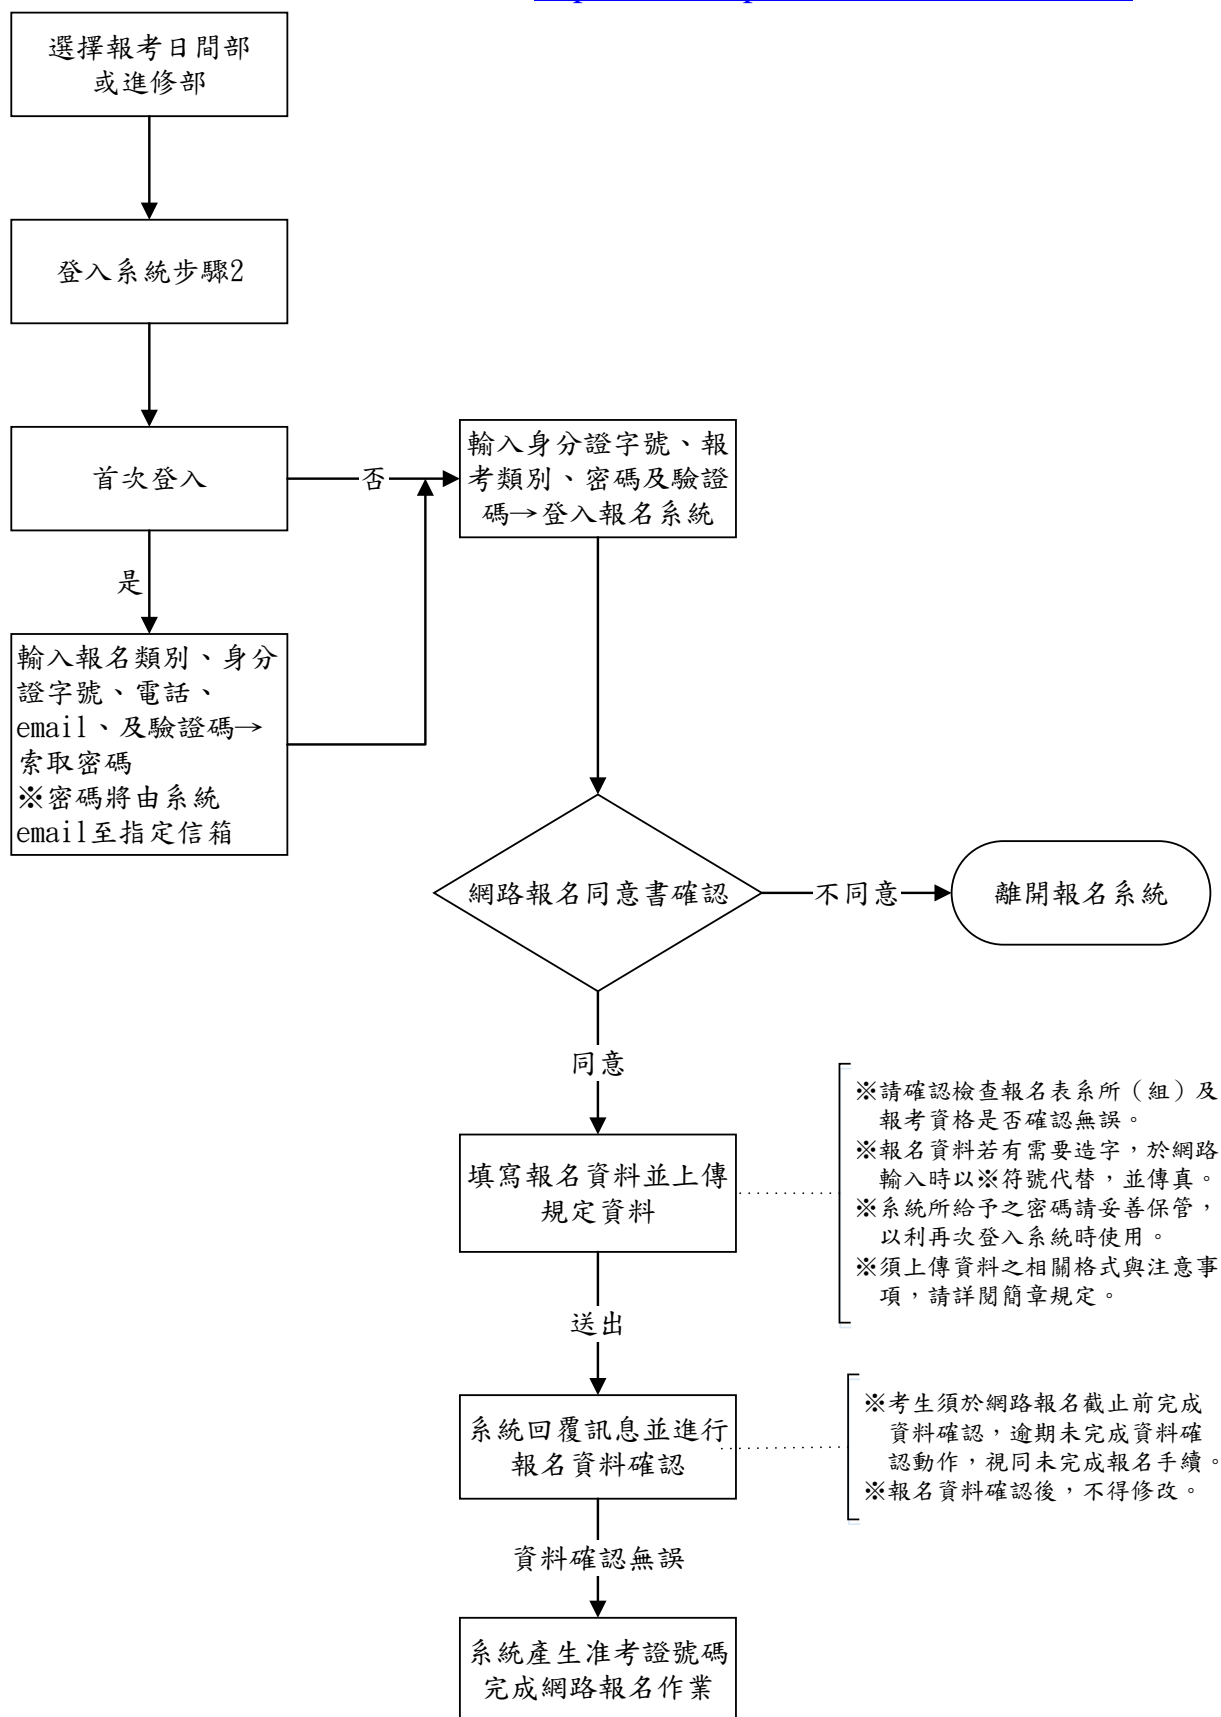 選擇報考日間部
或進修部
登入系統步驟2
首次登入
否
輸入身分證字號、報
考類別、密碼及驗證
碼→登入報名系統
是
輸入報名類別、身分
證字號、電話、
email、及驗證碼→
索取密碼
※密碼將由系統
email至指定信箱
網路報名同意書確認
不同意
離開報名系統
同意
填寫報名資料並上傳
規定資料
※請確認檢查報名表系所（組）及
報考資格是否確認無誤。
※報名資料若有需要造字，於網路
輸入時以※符號代替，並傳真。
※系統所給予之密碼請妥善保管，
以利再次登入系統時使用。
※須上傳資料之相關格式與注意事
項，請詳閱簡章規定。
送出
系統回覆訊息並進行
報名資料確認
※考生須於網路報名截止前完成
資料確認，逾期未完成資料確
認動作，視同未完成報名手續。
※報名資料確認後，不得修改。
資料確認無誤
系統產生准考證號碼
完成網路報名作業